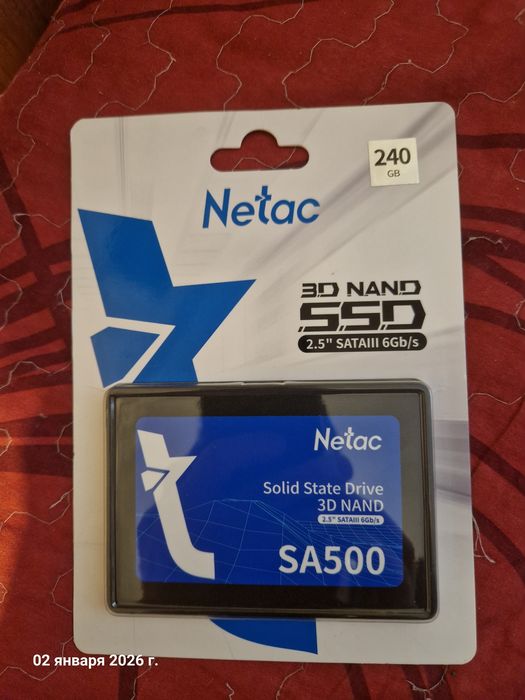 240
GB
Netac
3D NAND
SSD
2.5" SATAIII 6Gb/s
Netac
Solid State Drive
3D NAND
2.5" SATAIII 6Gb/s
SA500
02 января 2026 г.